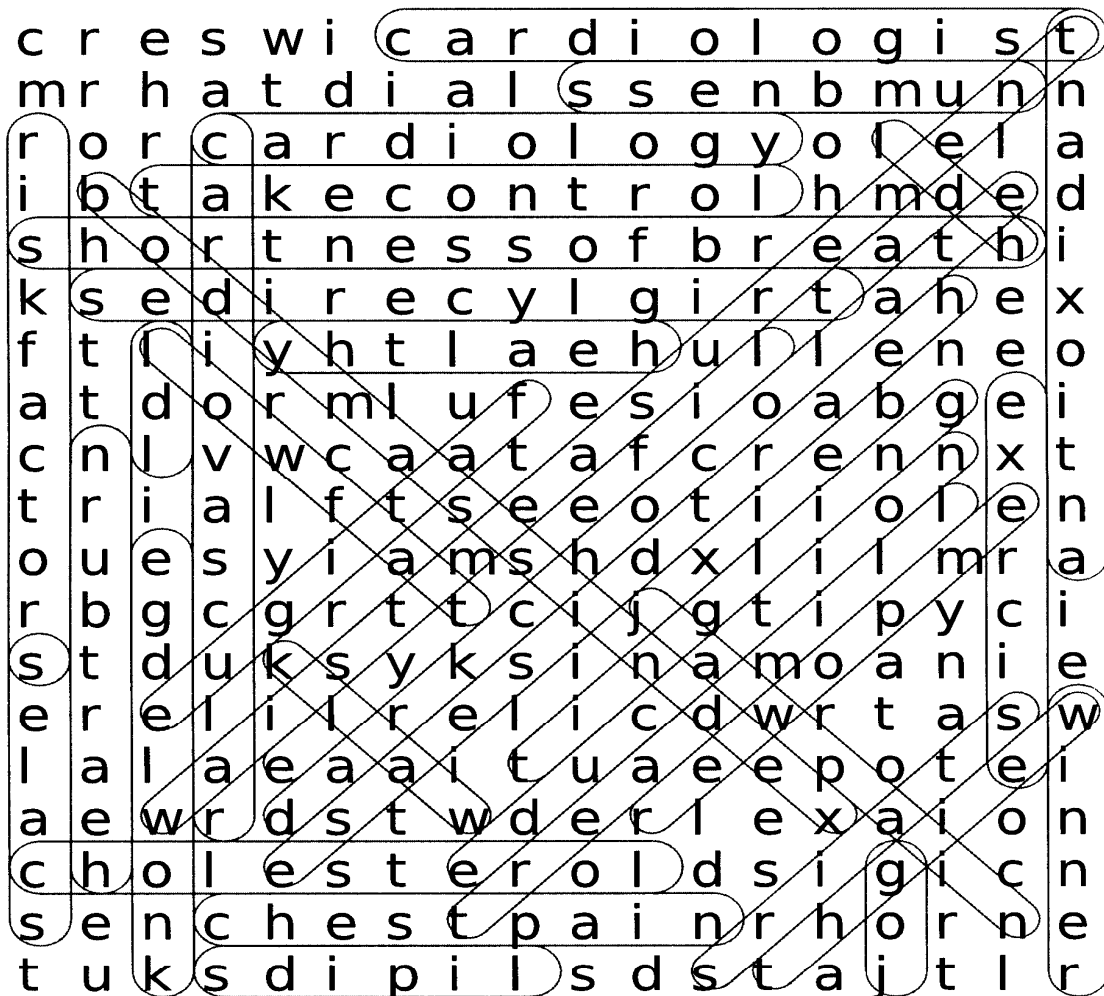 c r e s w i c a r d i o l o g i s t
m r h a t d i a l s s e n b m u n n
r o r c a r d i o l o g y o l e l a
i b t a k e c o n t r o l h m d e d
s h o r t n e s s o f b r e a t h i
k s e d i r e c y l g i r t a h e x
f t l i y h t l a e h u l l e n e o
a t d o r m l u f e s i o a b g e i
c n l v w c a a t a f c r e n n x t
t r i a l f t s e e o t i i o l e n
o u e s y i a m s h d x l i l m r a
r b g c g r t t c i j g t i p y c i
s t d u k s y k s i n a m o a n i e
e r e l i l r e l i c d w r t a s w
l a l a e a a i t u a e e p o t e i
a e w r d s t w d e r l e x a i o n
c h o l e s t e r o l d s i g i c n
s e n c h e s t p a i n r h o r n e
t u k s d i p i l s d s t a j t l r